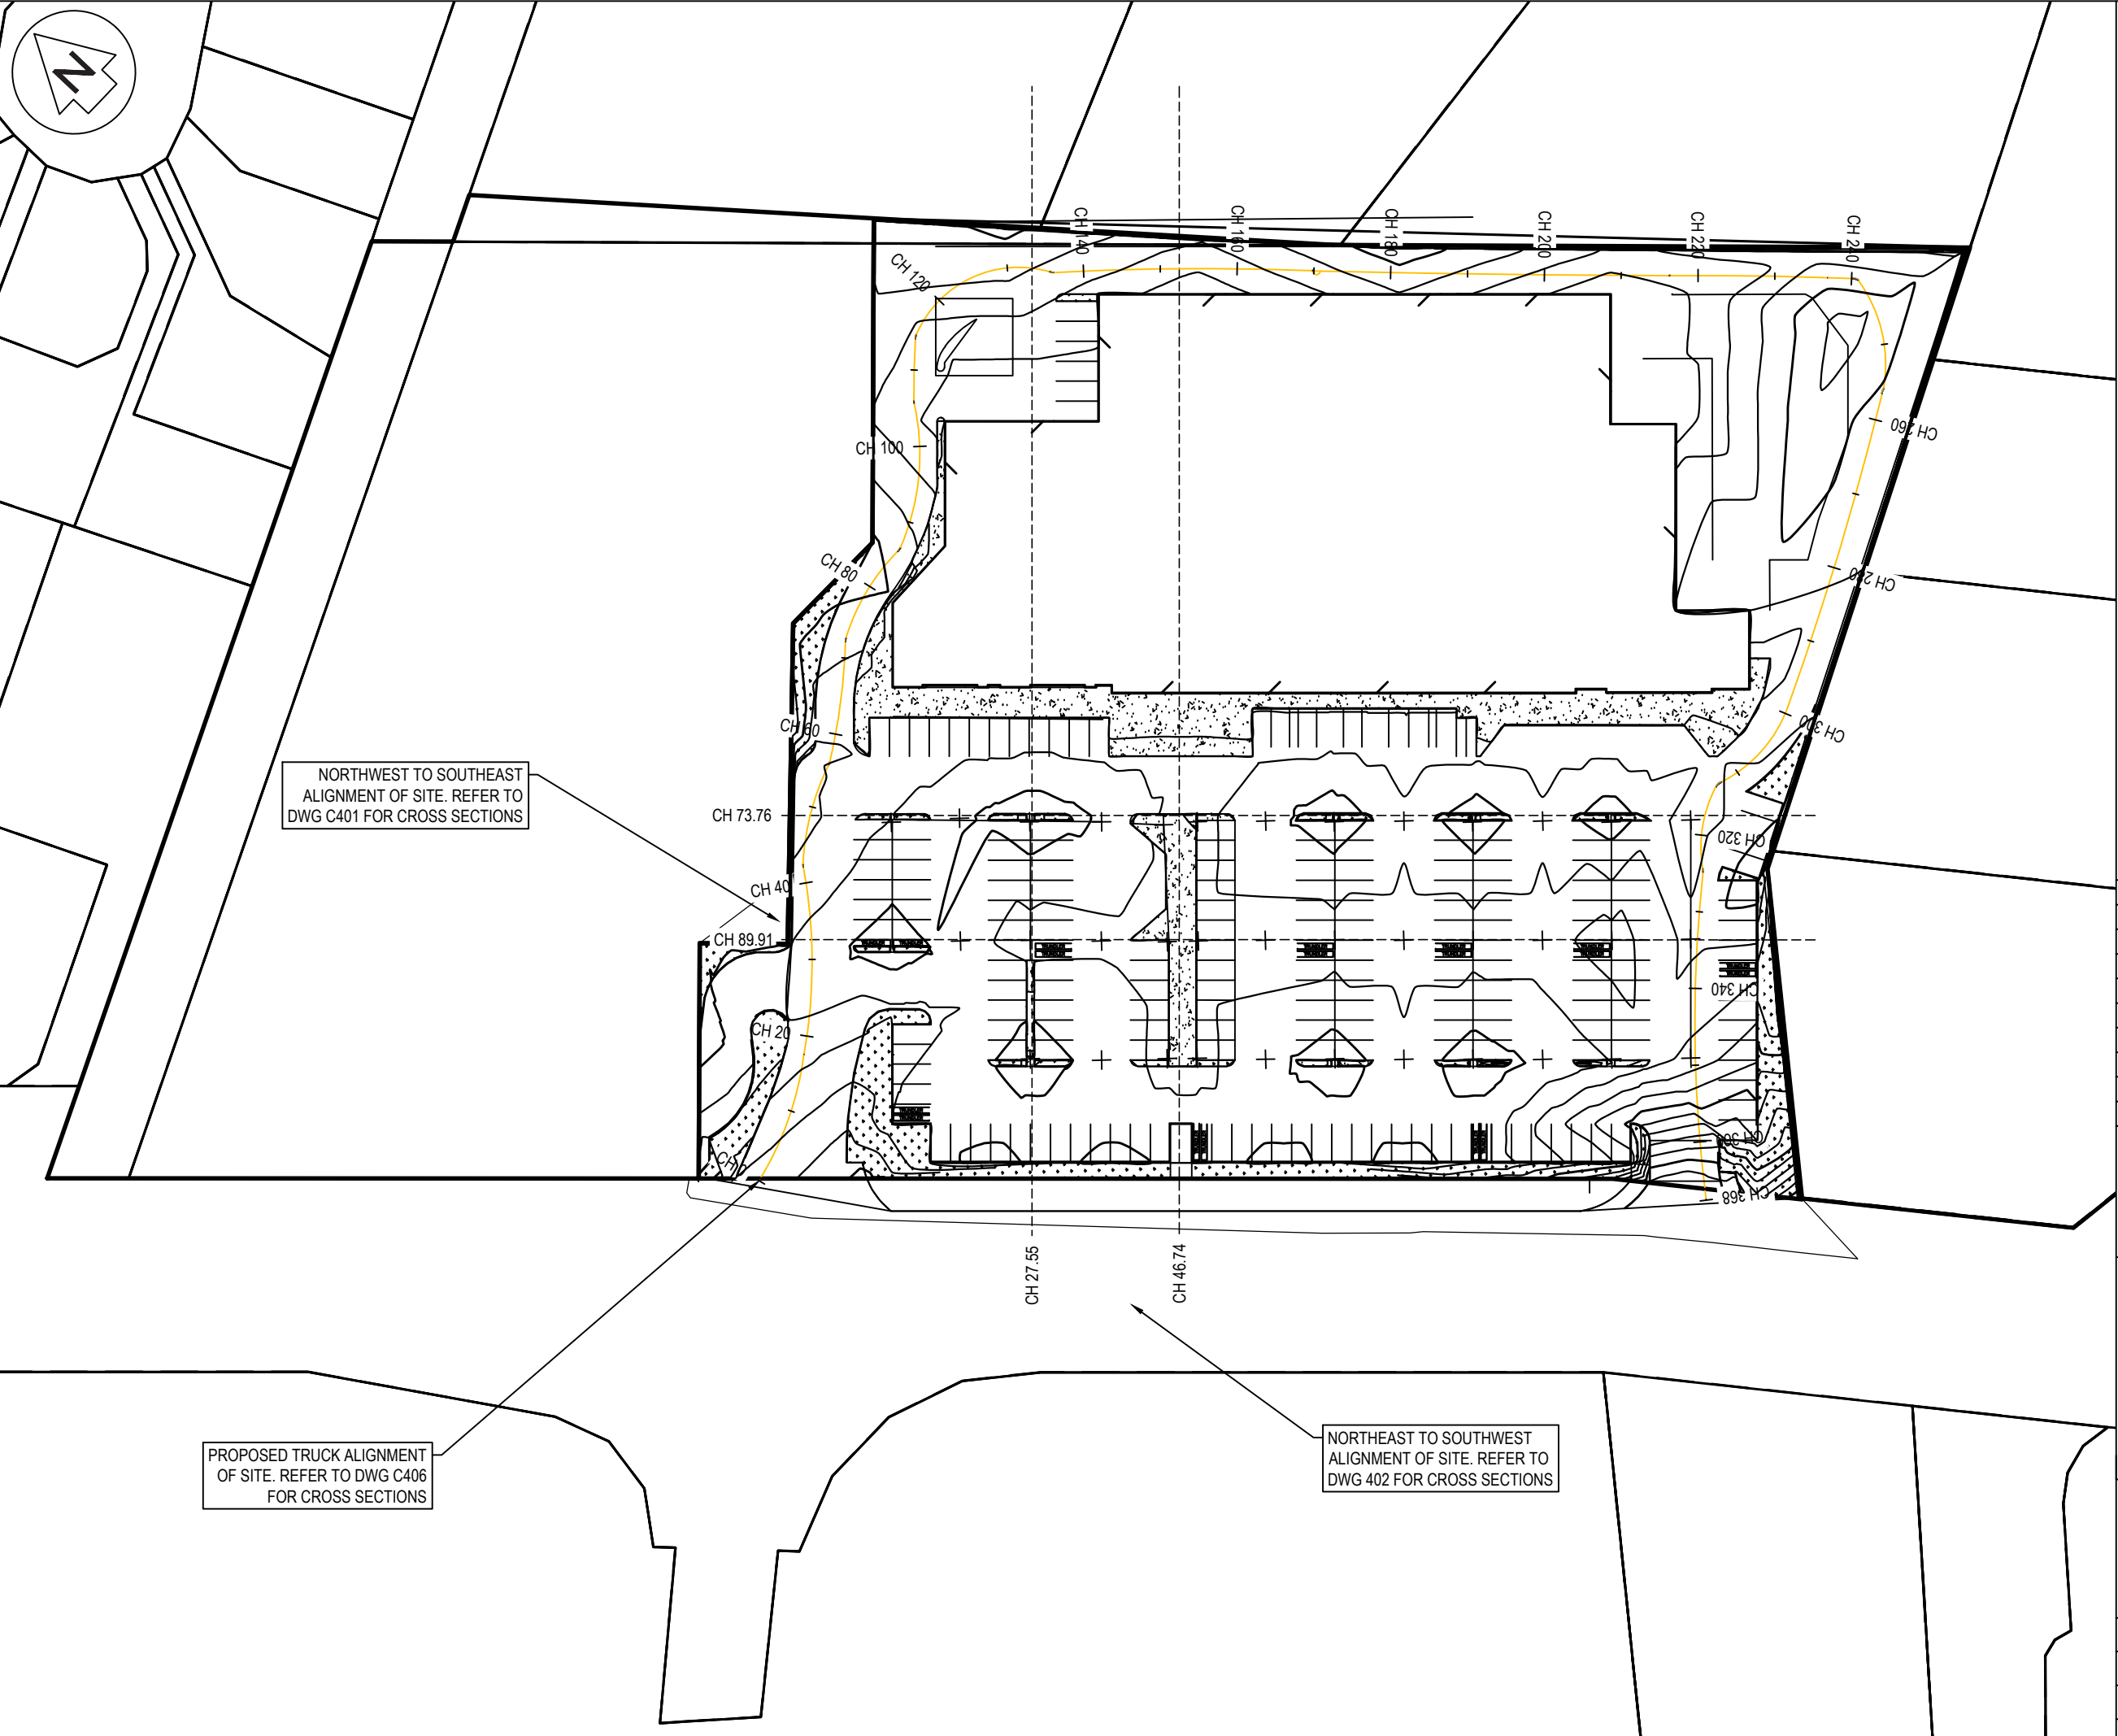 N
CH 140
CH 160
CH 180
CH 200
CH 220
CH 240
CH 120
CH 100
CH 260
CH 80
CH 280
CH 60
CH 300
NORTHWEST TO SOUTHEAST
ALIGNMENT OF SITE. REFER TO
DWG C401 FOR CROSS SECTIONS
CH 73.76
CH 320
CH 40
CH 89.91
CH 340
CH 20
CH 360
CH 0
CH 368
CH 27.55
CH 46.74
PROPOSED TRUCK ALIGNMENT
OF SITE. REFER TO DWG C406
FOR CROSS SECTIONS
NORTHEAST TO SOUTHWEST
ALIGNMENT OF SITE. REFER TO
DWG 402 FOR CROSS SECTIONS